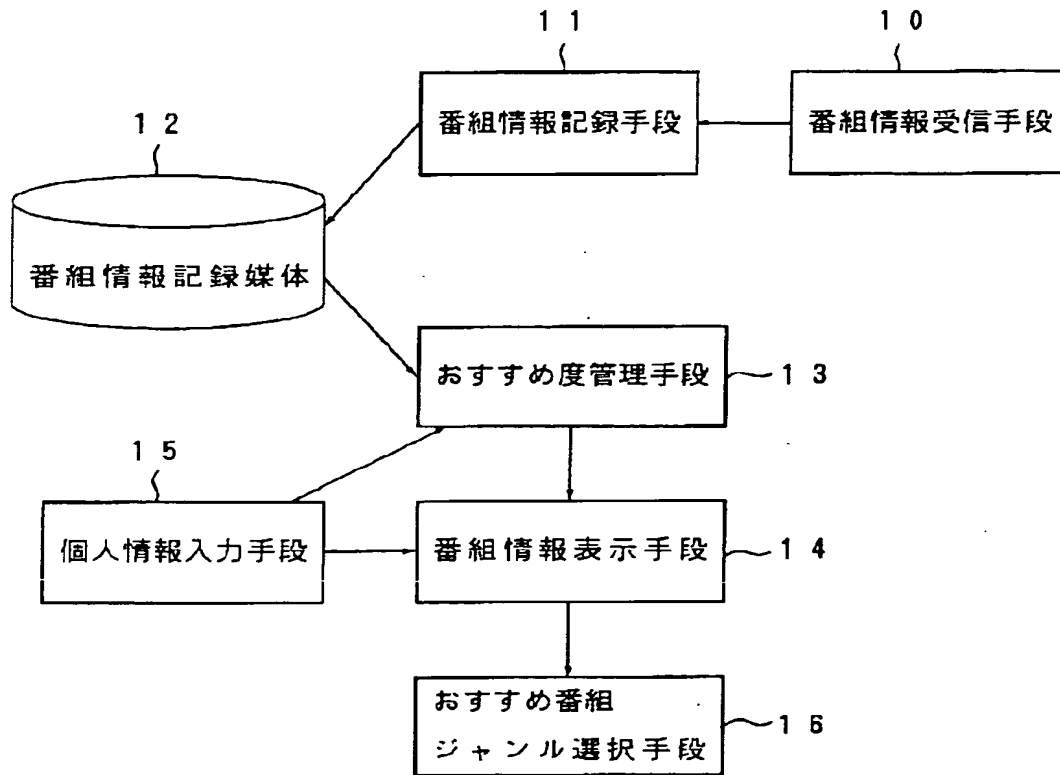 11
10
番組情報記録手段
番組情報受信手段
12
番組情報記録媒体
おすすめ度管理手段
13
15
個人情報入力手段
番組情報表示手段
14
おすすめ番組
ジャンル選択手段
16